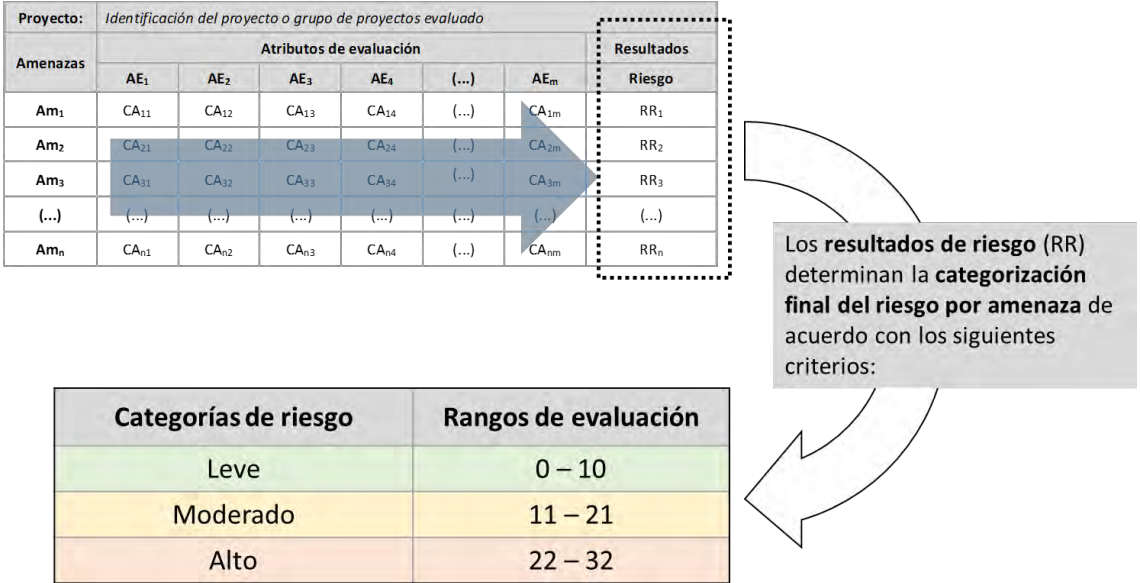 Proyecto: Identificación del proyecto o grupo de proyectos evaluado
Amenazas Atributos de evaluación Resultados
AE₁ AE₂ AE₃ AE₄ (...) AEₘ Riesgo
Am₁ CA₁₁ CA₁₂ CA₁₃ CA₁₄ (...) CA₁ₘ RR₁
Am₂ CA₂₁ CA₂₂ CA₂₃ CA₂₄ (...) CA₂ₘ RR₂
Am₃ CA₃₁ CA₃₂ CA₃₃ CA₃₄ (...) CA₃ₘ RR₃
(...) (...) (...) (...) (...) (...) (...) (...)
Amₙ CAₙ₁ CAₙ₂ CAₙ₃ CAₙ₄ (...) CAₙₘ RRₙ
Los resultados de riesgo (RR)
determinan la categorización
final del riesgo por amenaza de
acuerdo con los siguientes
criterios:
Categorías de riesgo Rangos de evaluación
Leve 0 – 10
Moderado 11 – 21
Alto 22 – 32